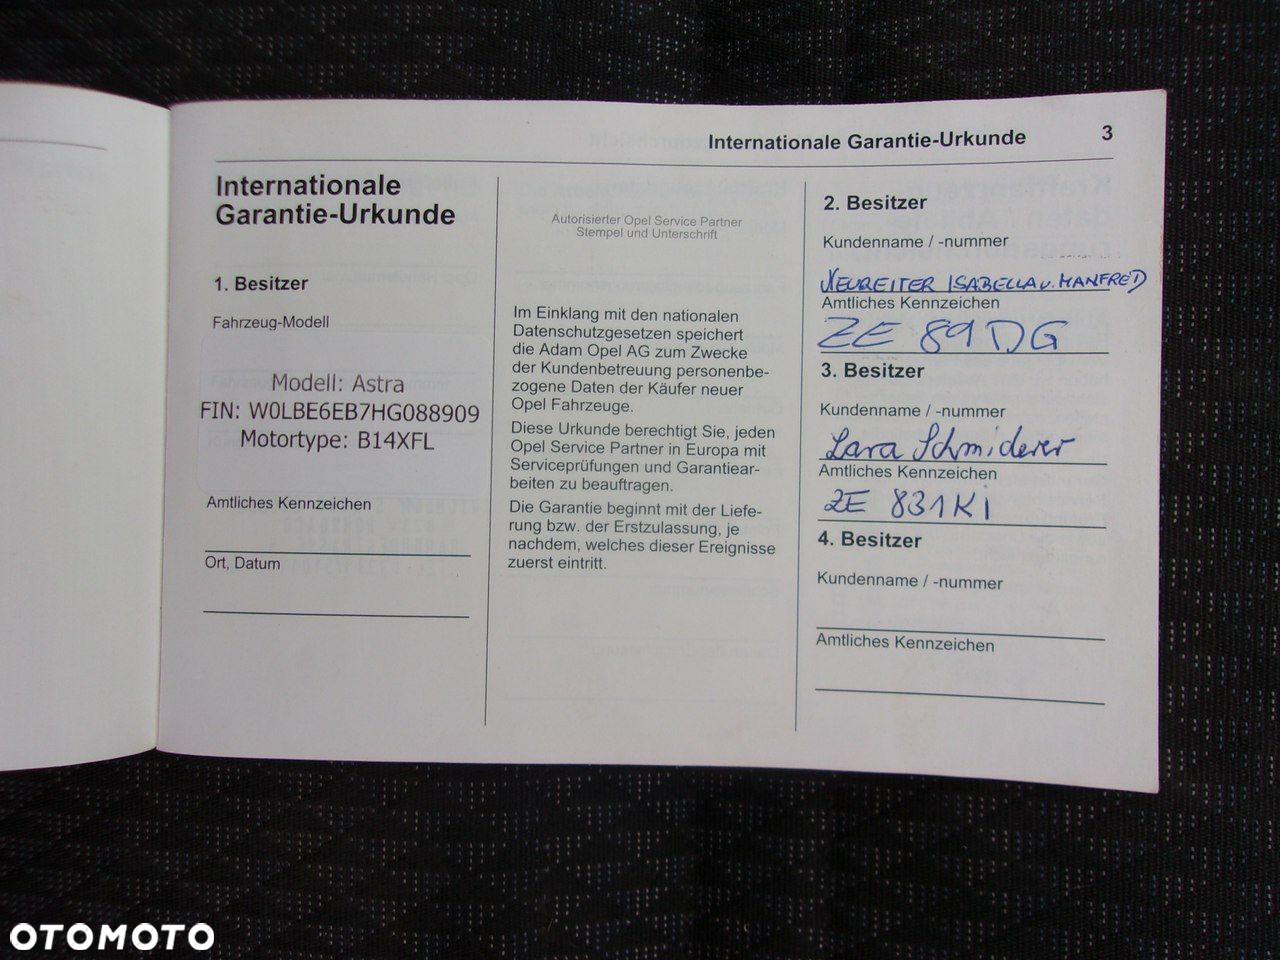 Internationale Garantie-Urkunde 3
Internationale
Garantie-Urkunde
1. Besitzer
Fahrzeug-Modell
Modell: Astra
FIN: W0LBE6EB7HG088909
Motortype: B14XFL
Amtliches Kennzeichen
Ort, Datum
Autorisierter Opel Service Partner
Stempel und Unterschrift
Im Einklang mit den nationalen
Datenschutzgesetzen speichert
die Adam Opel AG zum Zwecke
der Kundenbetreuung personenbe-
zogene Daten der Käufer neuer
Opel Fahrzeuge.
Diese Urkunde berechtigt Sie, jeden
Opel Service Partner in Europa mit
Serviceprüfungen und Garantiear-
beiten zu beauftragen.
Die Garantie beginnt mit der Liefe-
rung bzw. der Erstzulassung, je
nachdem, welches dieser Ereignisse
zuerst eintritt.
2. Besitzer
Kundenname / -nummer
NEUREITER ISABELLA u. MANFRED
Amtliches Kennzeichen
ZE 89 DG
3. Besitzer
Kundenname / -nummer
Lara Schmiderer
Amtliches Kennzeichen
ZE 831KI
4. Besitzer
Kundenname / -nummer
Amtliches Kennzeichen
OTOMOTO